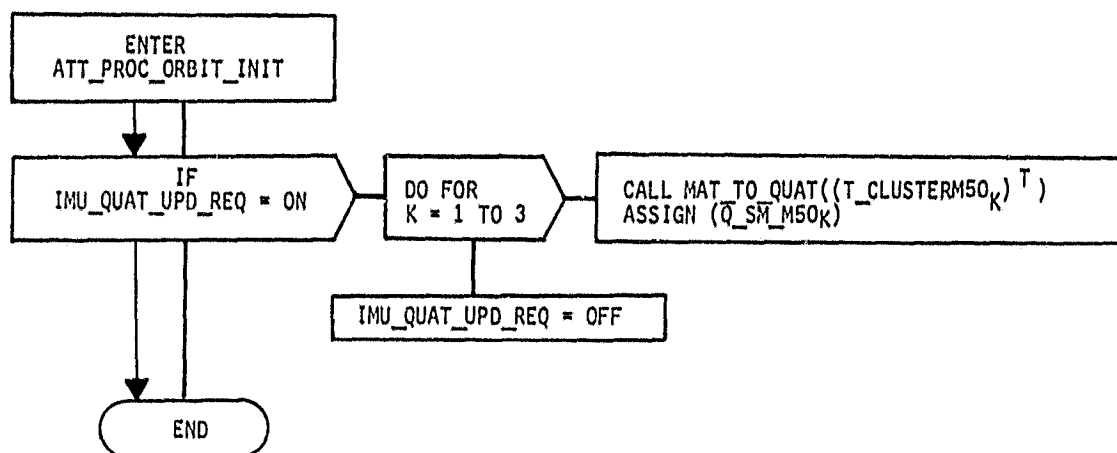 ENTER
ATT_PROC_ORBIT_INIT
IF
IMU_QUAT_UPD_REQ = ON
DO FOR
K = 1 TO 3
CALL MAT_TO_QUAT((T_CLUSTERM50K) T )
ASSIGN (Q_SM_M50K)
IMU_QUAT_UPD_REQ = OFF
END